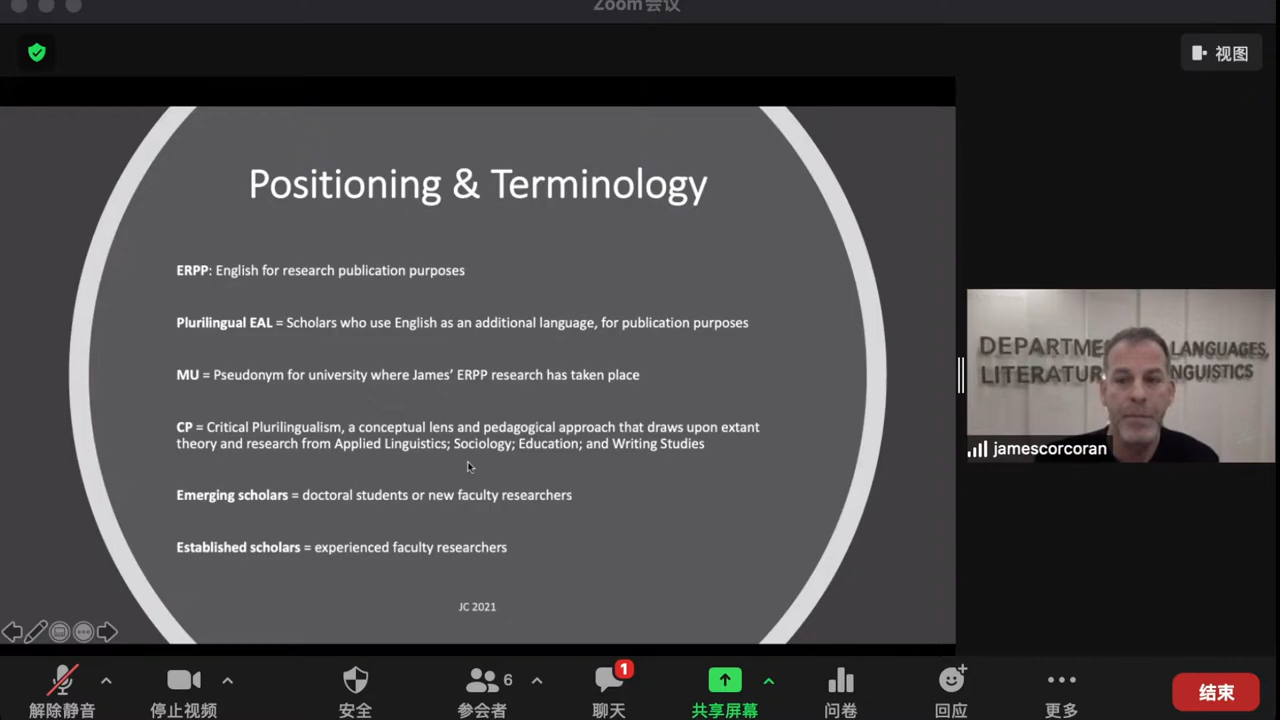 Zoom会议
视图
Positioning & Terminology
ERPP: English for research publication purposes
Plurilingual EAL = Scholars who use English as an additional language, for publication purposes
MU = Pseudonym for university where James’ ERPP research has taken place
CP = Critical Plurilingualism, a conceptual lens and pedagogical approach that draws upon extant
theory and research from Applied Linguistics; Sociology; Education; and Writing Studies
Emerging scholars = doctoral students or new faculty researchers
Established scholars = experienced faculty researchers
JC 2021
DEPARTME LANGUAGES,
LITERATUR NGUISTICS
jamescorcoran
解除静音
停止视频
安全
6
参会者
1
聊天
共享屏幕
问卷
回应
更多
结束